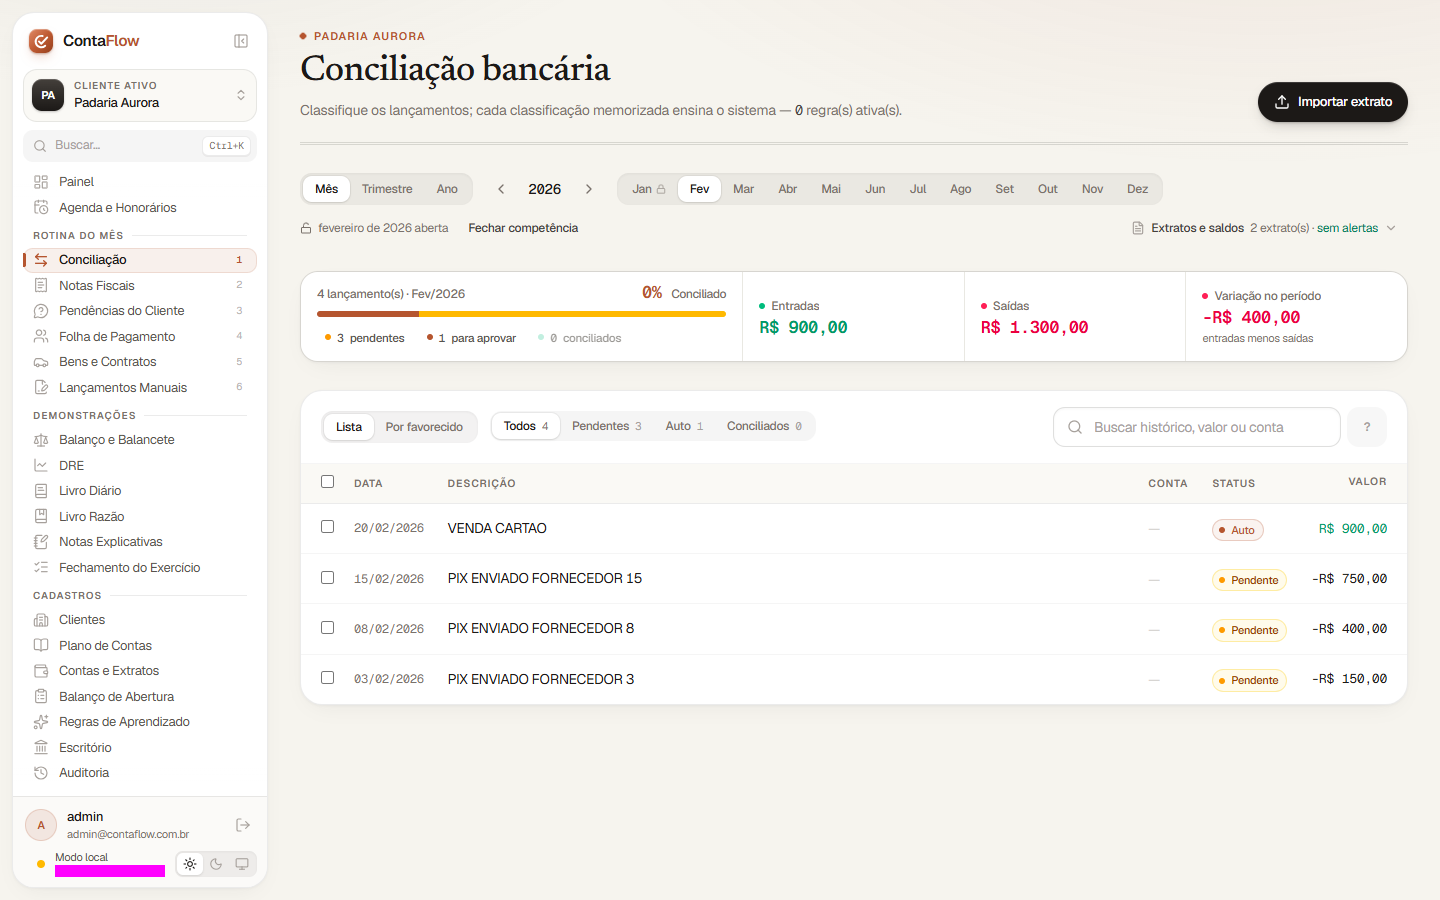 ContaFlow
PA
CLIENTE ATIVO
Padaria Aurora
Buscar...
Ctrl+K
Painel
Agenda e Honorários
ROTINA DO MÊS
Conciliação 1
Notas Fiscais 2
Pendências do Cliente 3
Folha de Pagamento 4
Bens e Contratos 5
Lançamentos Manuais 6
DEMONSTRAÇÕES
Balanço e Balancete
DRE
Livro Diário
Livro Razão
Notas Explicativas
Fechamento do Exercício
CADASTROS
Clientes
Plano de Contas
Contas e Extratos
Balanço de Abertura
Regras de Aprendizado
Escritório
Auditoria
A
admin
admin@contaflow.com.br
Modo local
PADARIA AURORA
Conciliação bancária
Classifique os lançamentos; cada classificação memorizada ensina o sistema — 0 regra(s) ativa(s).
Importar extrato
Mês Trimestre Ano
2026
Jan Fev Mar Abr Mai Jun Jul Ago Set Out Nov Dez
fevereiro de 2026 aberta
Fechar competência
Extratos e saldos 2 extrato(s) · sem alertas
4 lançamento(s) · Fev/2026
0% Conciliado
3 pendentes
1 para aprovar
0 conciliados
Entradas
R$ 900,00
Saídas
R$ 1.300,00
Variação no período
-R$ 400,00
entradas menos saídas
Lista Por favorecido
Todos 4 Pendentes 3 Auto 1 Conciliados 0
Buscar histórico, valor ou conta
?
DATA DESCRIÇÃO CONTA STATUS VALOR
20/02/2026 VENDA CARTAO — Auto R$ 900,00
15/02/2026 PIX ENVIADO FORNECEDOR 15 — Pendente -R$ 750,00
08/02/2026 PIX ENVIADO FORNECEDOR 8 — Pendente -R$ 400,00
03/02/2026 PIX ENVIADO FORNECEDOR 3 — Pendente -R$ 150,00